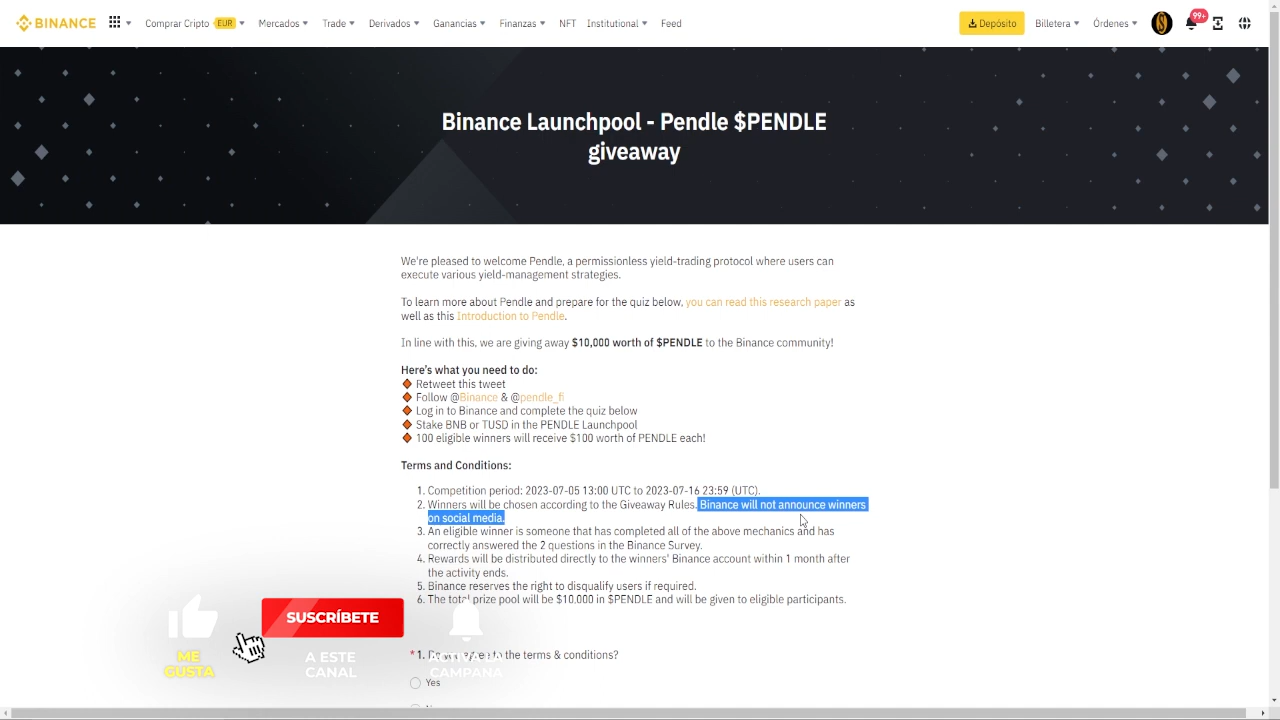 BINANCE
Comprar Cripto EUR Mercados Trade Derivados Ganancias Finanzas NFT Institucional Feed
Depósito Billetera Órdenes 99+
Binance Launchpool - Pendle $PENDLE
giveaway
We're pleased to welcome Pendle, a permissionless yield-trading protocol where users can
execute various yield-management strategies.
To learn more about Pendle and prepare for the quiz below, you can read this research paper as
well as this Introduction to Pendle.
In line with this, we are giving away $10,000 worth of $PENDLE to the Binance community!
Here's what you need to do:
Retweet this tweet
Follow @Binance & @pendle_fi
Log in to Binance and complete the quiz below
Stake BNB or TUSD in the PENDLE Launchpool
100 eligible winners will receive $100 worth of PENDLE each!
Terms and Conditions:
1. Competition period: 2023-07-05 13:00 UTC to 2023-07-16 23:59 (UTC).
2. Winners will be chosen according to the Giveaway Rules. Binance will not announce winners
on social media.
3. An eligible winner is someone that has completed all of the above mechanics and has
correctly answered the 2 questions in the Binance Survey.
4. Rewards will be distributed directly to the winners' Binance account within 1 month after
the activity ends.
5. Binance reserves the right to disqualify users if required.
6. The total prize pool will be $10,000 in $PENDLE and will be given to eligible participants.
SUSCRÍBETE
ME
GUSTA
A ESTE
CANAL
CAMPANA
*1. to the terms & conditions?
Yes